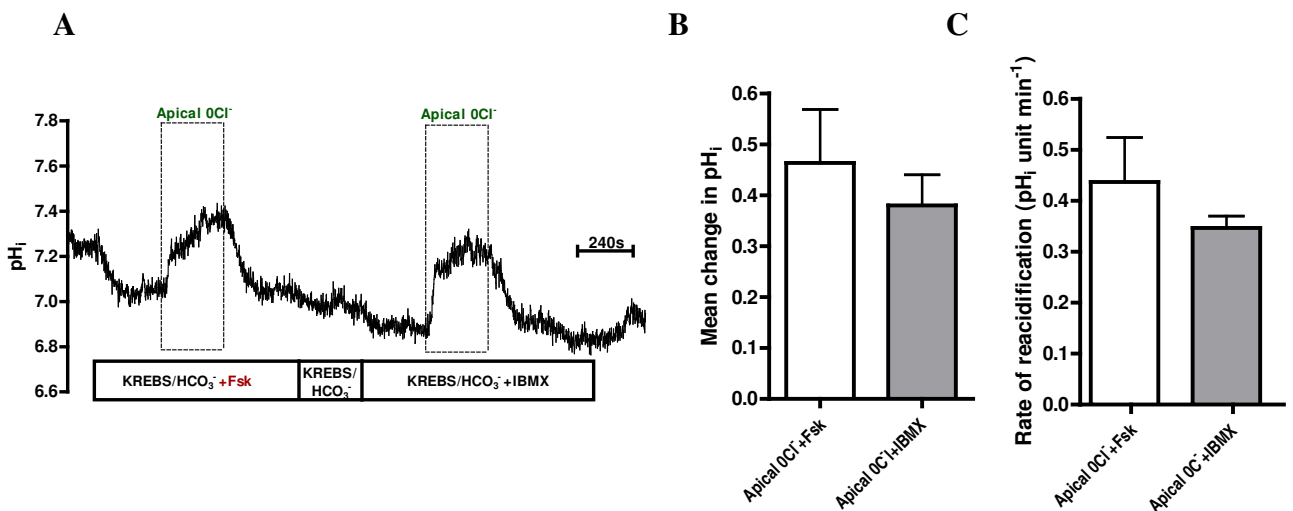 A
B
C
Apical 0Cl⁻
Apical 0Cl⁻
7.8
7.6
7.4
7.2
7.0
6.8
6.6
pHᵢ
240s
KREBS/HCO₃⁻ +Fsk
KREBS/
HCO₃⁻
KREBS/HCO₃⁻ +IBMX
0.6
0.5
0.4
0.3
0.2
0.1
0.0
Mean change in pHᵢ
Apical 0Cl⁻+Fsk
Apical 0C⁻l+IBMX
0.6
0.5
0.4
0.3
0.2
0.1
0.0
Rate of reacidification (pHᵢ unit min⁻¹)
Apical 0Cl⁻+Fsk
Apical 0C⁻+IBMX